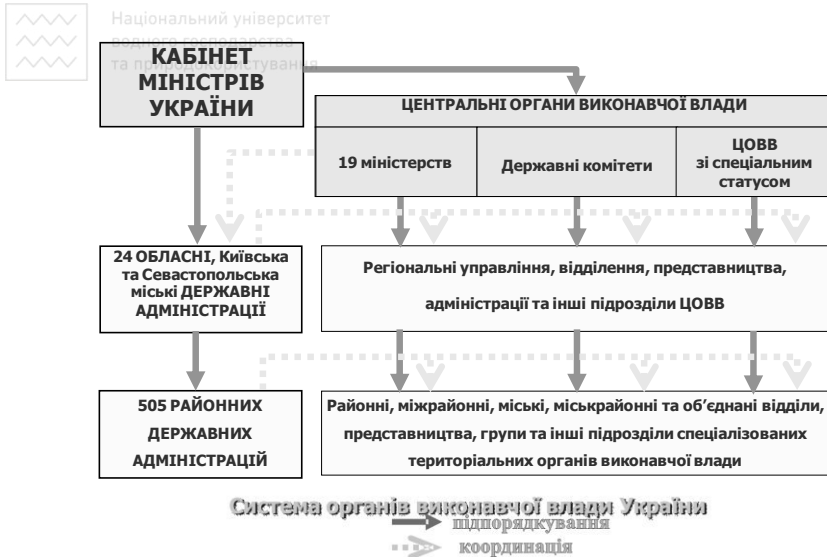 Національний університет
водного господарства
та природокористування
КАБІНЕТ
МІНІСТРІВ
УКРАЇНИ
ЦЕНТРАЛЬНІ ОРГАНИ ВИКОНАВЧОЇ ВЛАДИ
19 міністерств
Державні комітети
ЦОВВ
зі спеціальним
статусом
24 ОБЛАСНІ, Київська
та Севастопольська
міські ДЕРЖАВНІ
АДМІНІСТРАЦІЇ
Регіональні управління, відділення, представництва,
адміністрації та інші підрозділи ЦОВВ
505 РАЙОННИХ
ДЕРЖАВНИХ
АДМІНІСТРАЦІЙ
Районні, міжрайонні, міські, міськрайонні та об’єднані відділи,
представництва, групи та інші підрозділи спеціалізованих
територіальних органів виконавчої влади
Система органів виконавчої влади України
підпорядкування
координація